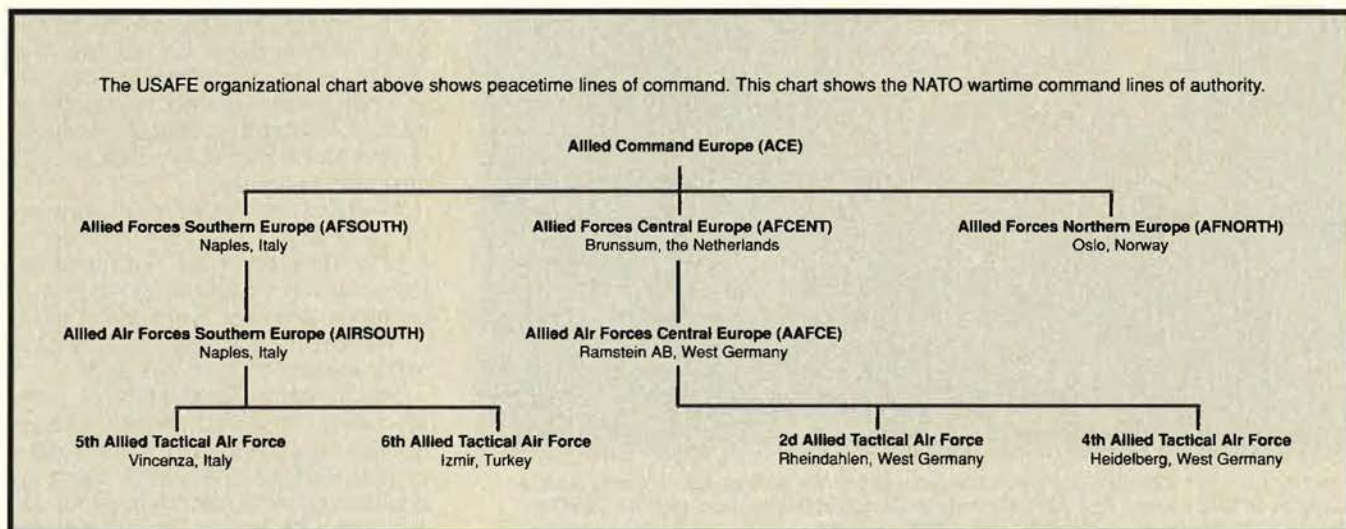 The USAFE organizational chart above shows peacetime lines of command. This chart shows the NATO wartime command lines of authority.
Allied Command Europe (ACE)
Allied Forces Southern Europe (AFSOUTH)
Naples, Italy
Allied Forces Central Europe (AFCENT)
Brunssum, the Netherlands
Allied Forces Northern Europe (AFNORTH)
Oslo, Norway
Allied Air Forces Southern Europe (AIRSOUTH)
Naples, Italy
Allied Air Forces Central Europe (AAFCE)
Ramstein AB, West Germany
5th Allied Tactical Air Force
Vincenza, Italy
6th Allied Tactical Air Force
Izmir, Turkey
2d Allied Tactical Air Force
Rheindahlen, West Germany
4th Allied Tactical Air Force
Heidelberg, West Germany